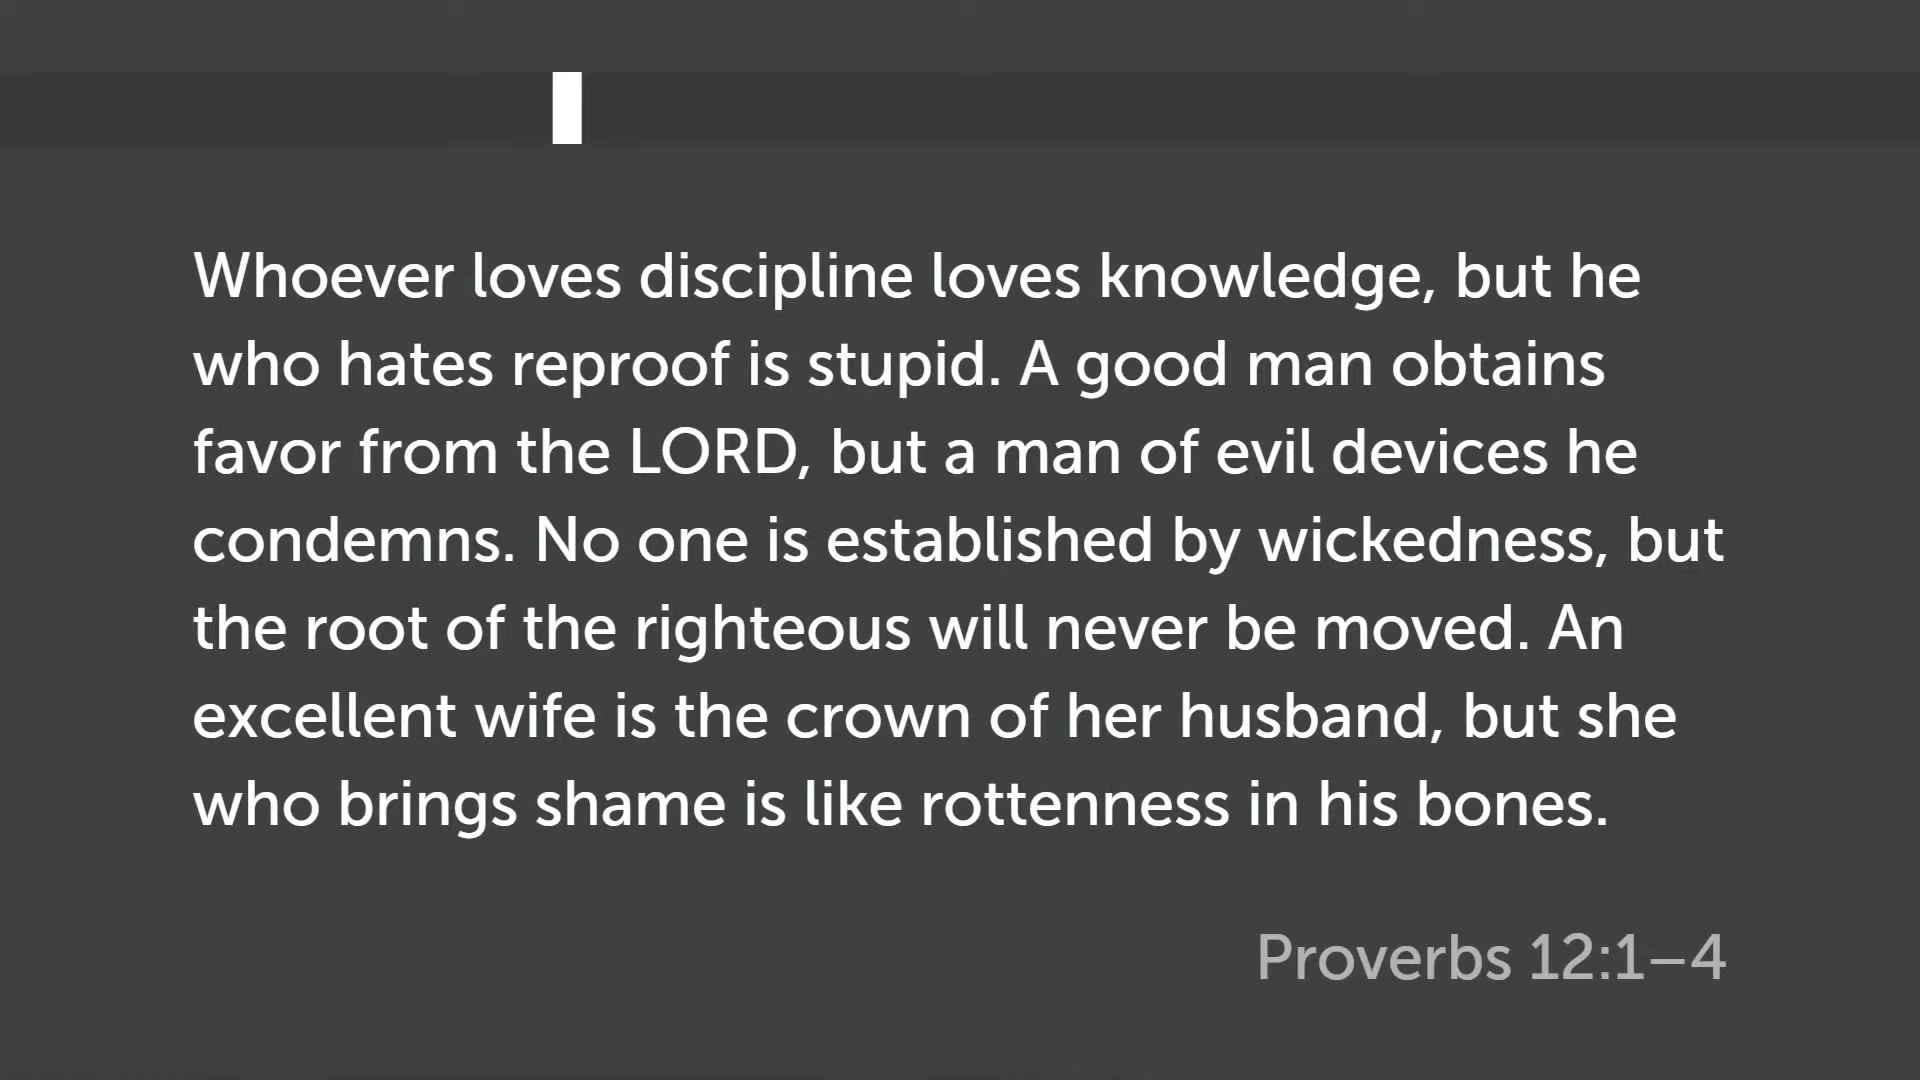 Whoever loves discipline loves knowledge, but he
who hates reproof is stupid. A good man obtains
favor from the LORD, but a man of evil devices he
condemns. No one is established by wickedness, but
the root of the righteous will never be moved. An
excellent wife is the crown of her husband, but she
who brings shame is like rottenness in his bones.
Proverbs 12:1–4